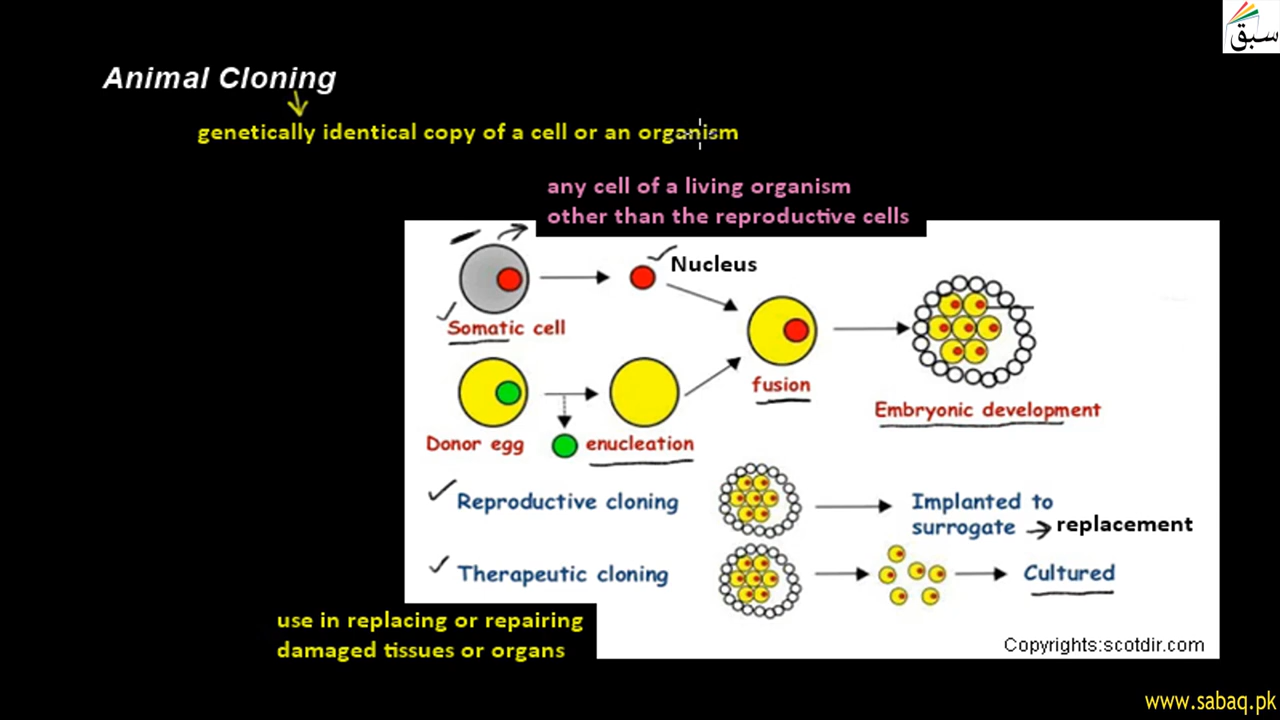 سبق
Animal Cloning
genetically identical copy of a cell or an organism
any cell of a living organism
other than the reproductive cells
Nucleus
Somatic cell
fusion
Embryonic development
Donor egg
enucleation
Reproductive cloning
Implanted to
surrogate
replacement
Therapeutic cloning
Cultured
use in replacing or repairing
damaged tissues or organs
Copyrights:scotdir.com
www.sabaq.pk